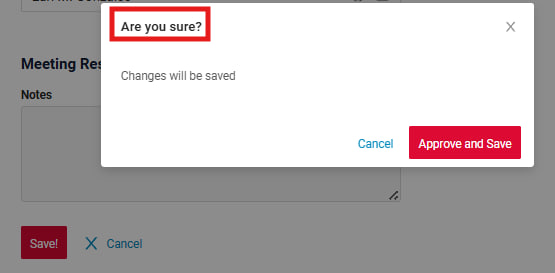 Are you sure?
Changes will be saved
Cancel
Approve and Save
Meeting Res
Notes
Save!
Cancel